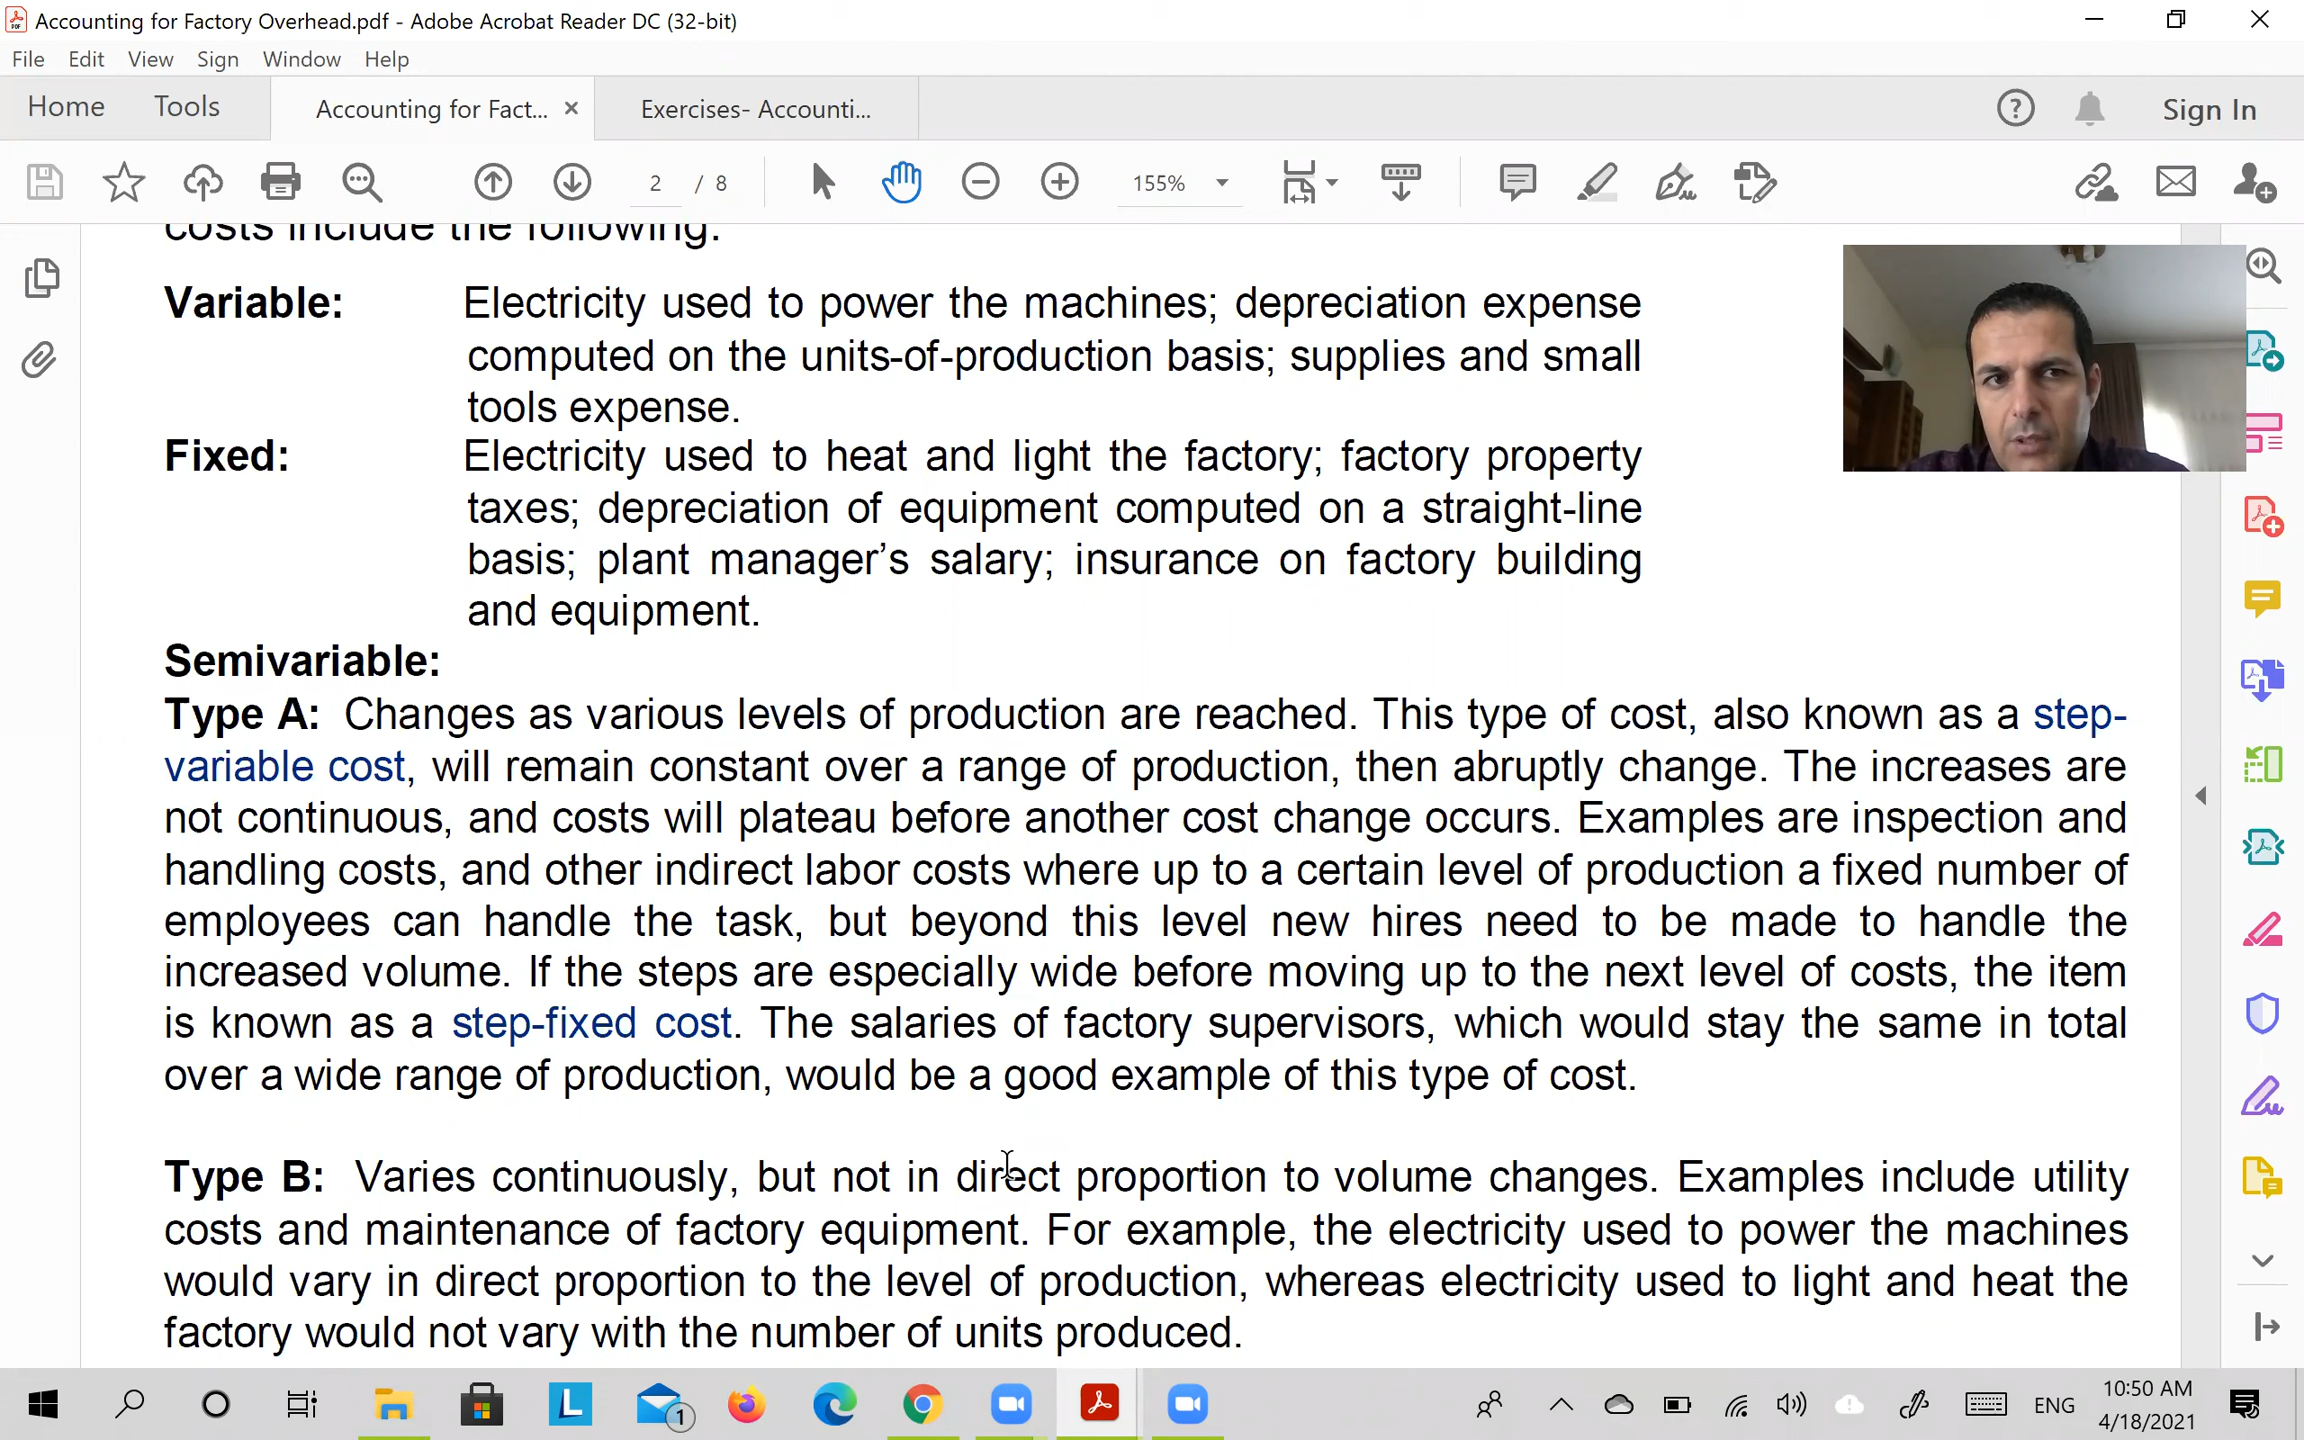 Accounting for Factory Overhead.pdf - Adobe Acrobat Reader DC (32-bit)
File Edit View Sign Window Help
Home Tools Accounting for Fact... × Exercises- Accounti... Sign In
2 / 8 155%
costs include the following:
Variable: Electricity used to power the machines; depreciation expense
computed on the units-of-production basis; supplies and small
tools expense.
Fixed: Electricity used to heat and light the factory; factory property
taxes; depreciation of equipment computed on a straight-line
basis; plant manager’s salary; insurance on factory building
and equipment.
Semivariable:
Type A: Changes as various levels of production are reached. This type of cost, also known as a step-
variable cost, will remain constant over a range of production, then abruptly change. The increases are
not continuous, and costs will plateau before another cost change occurs. Examples are inspection and
handling costs, and other indirect labor costs where up to a certain level of production a fixed number of
employees can handle the task, but beyond this level new hires need to be made to handle the
increased volume. If the steps are especially wide before moving up to the next level of costs, the item
is known as a step-fixed cost. The salaries of factory supervisors, which would stay the same in total
over a wide range of production, would be a good example of this type of cost.
Type B: Varies continuously, but not in direct proportion to volume changes. Examples include utility
costs and maintenance of factory equipment. For example, the electricity used to power the machines
would vary in direct proportion to the level of production, whereas electricity used to light and heat the
factory would not vary with the number of units produced.
L 1 ENG 10:50 AM
4/18/2021